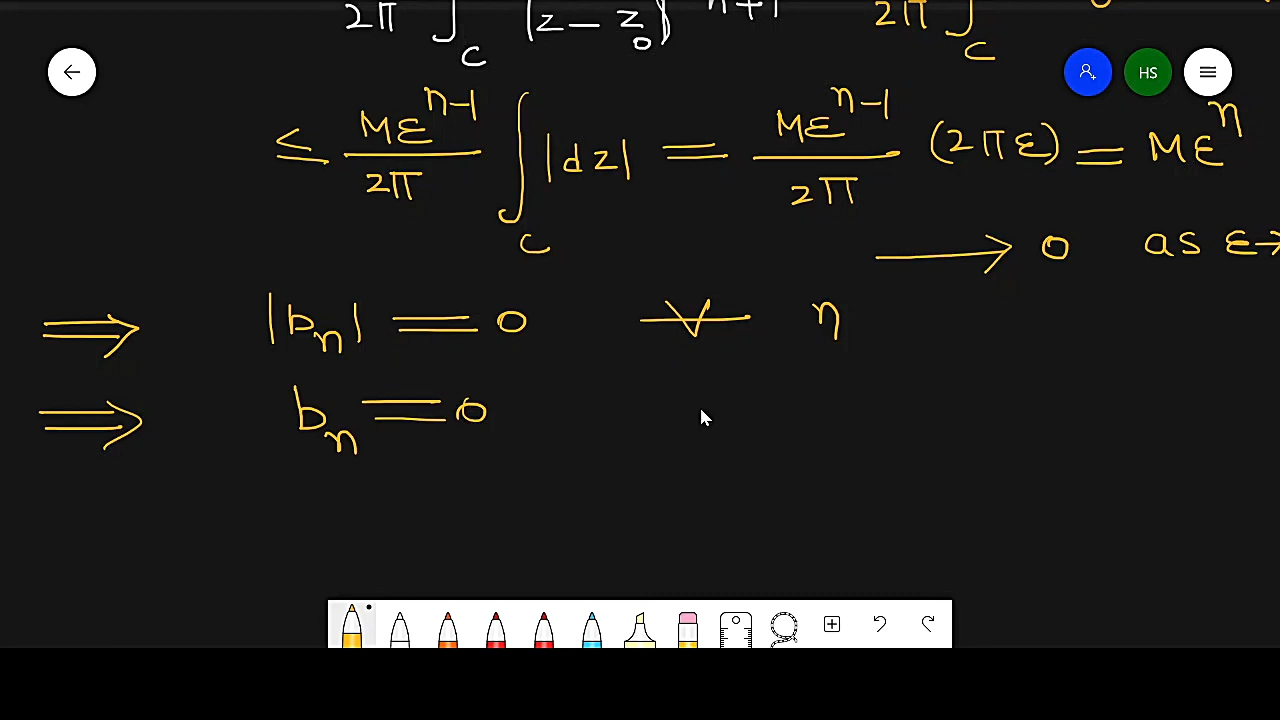 2π ∫_C |z - z_0|^{n+1} 2π ∫_C
HS
≤ Mε^{n-1}/2π ∫_C |dz| = Mε^{n-1}/2π (2πε) = Mε^n
→ 0 as ε→
⇒ |b_n| = 0 ∀ n
⇒ b_n = 0